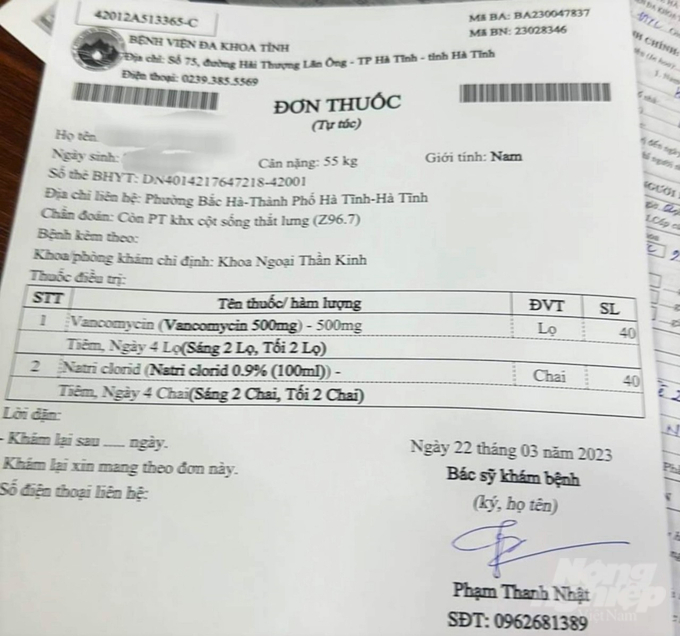 42012A513365-C
Mã BA: BA230047837
Mã BN: 23028346
BỆNH VIỆN ĐA KHOA TỈNH
Địa chỉ: Số 75, đường Hải Thượng Lãn Ông - TP Hà Tĩnh - tỉnh Hà Tĩnh
Điện thoại: 0239.385.5569
ĐƠN THUỐC
(Tự túc)
Họ tên
Ngày sinh:
Cân nặng: 55 kg
Giới tính: Nam
Số thẻ BHYT: DN4014217647218-42001
Địa chỉ liên hệ: Phường Bắc Hà-Thành Phố Hà Tĩnh-Hà Tĩnh
Chẩn đoán: Còn PT khx cột sống thắt lưng (Z96.7)
Bệnh kèm theo:
Khoa/phòng khám chỉ định: Khoa Ngoại Thần Kinh
Thuốc điều trị:
STT Tên thuốc/ hàm lượng ĐVT SL
1 Vancomycin (Vancomycin 500mg) - 500mg Lọ 40
Tiêm, Ngày 4 Lọ(Sáng 2 Lọ, Tối 2 Lọ)
2 Natri clorid (Natri clorid 0.9% (100ml)) - Chai 40
Tiêm, Ngày 4 Chai(Sáng 2 Chai, Tối 2 Chai)
Lời dặn:
- Khám lại sau ..... ngày.
Khám lại xin mang theo đơn này.
Số điện thoại liên hệ:
Ngày 22 tháng 03 năm 2023
Bác sỹ khám bệnh
(ký, họ tên)
Phạm Thanh Nhật
SĐT: 0962681389
Nông nghiệp
Việt Nam